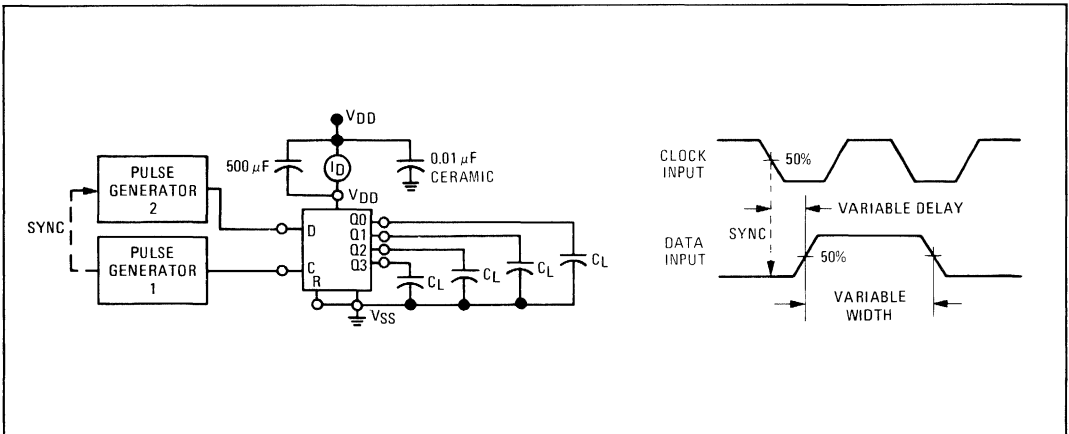 PULSE
GENERATOR
2
SYNC
PULSE
GENERATOR
1
VDD
500 μF
ID
0.01 μF
CERAMIC
VDD
D
C
R
Q0
Q1
Q2
Q3
CL
CL
CL
CL
VSS
CLOCK
INPUT
50%
VARIABLE DELAY
SYNC
DATA
INPUT
50%
VARIABLE
WIDTH